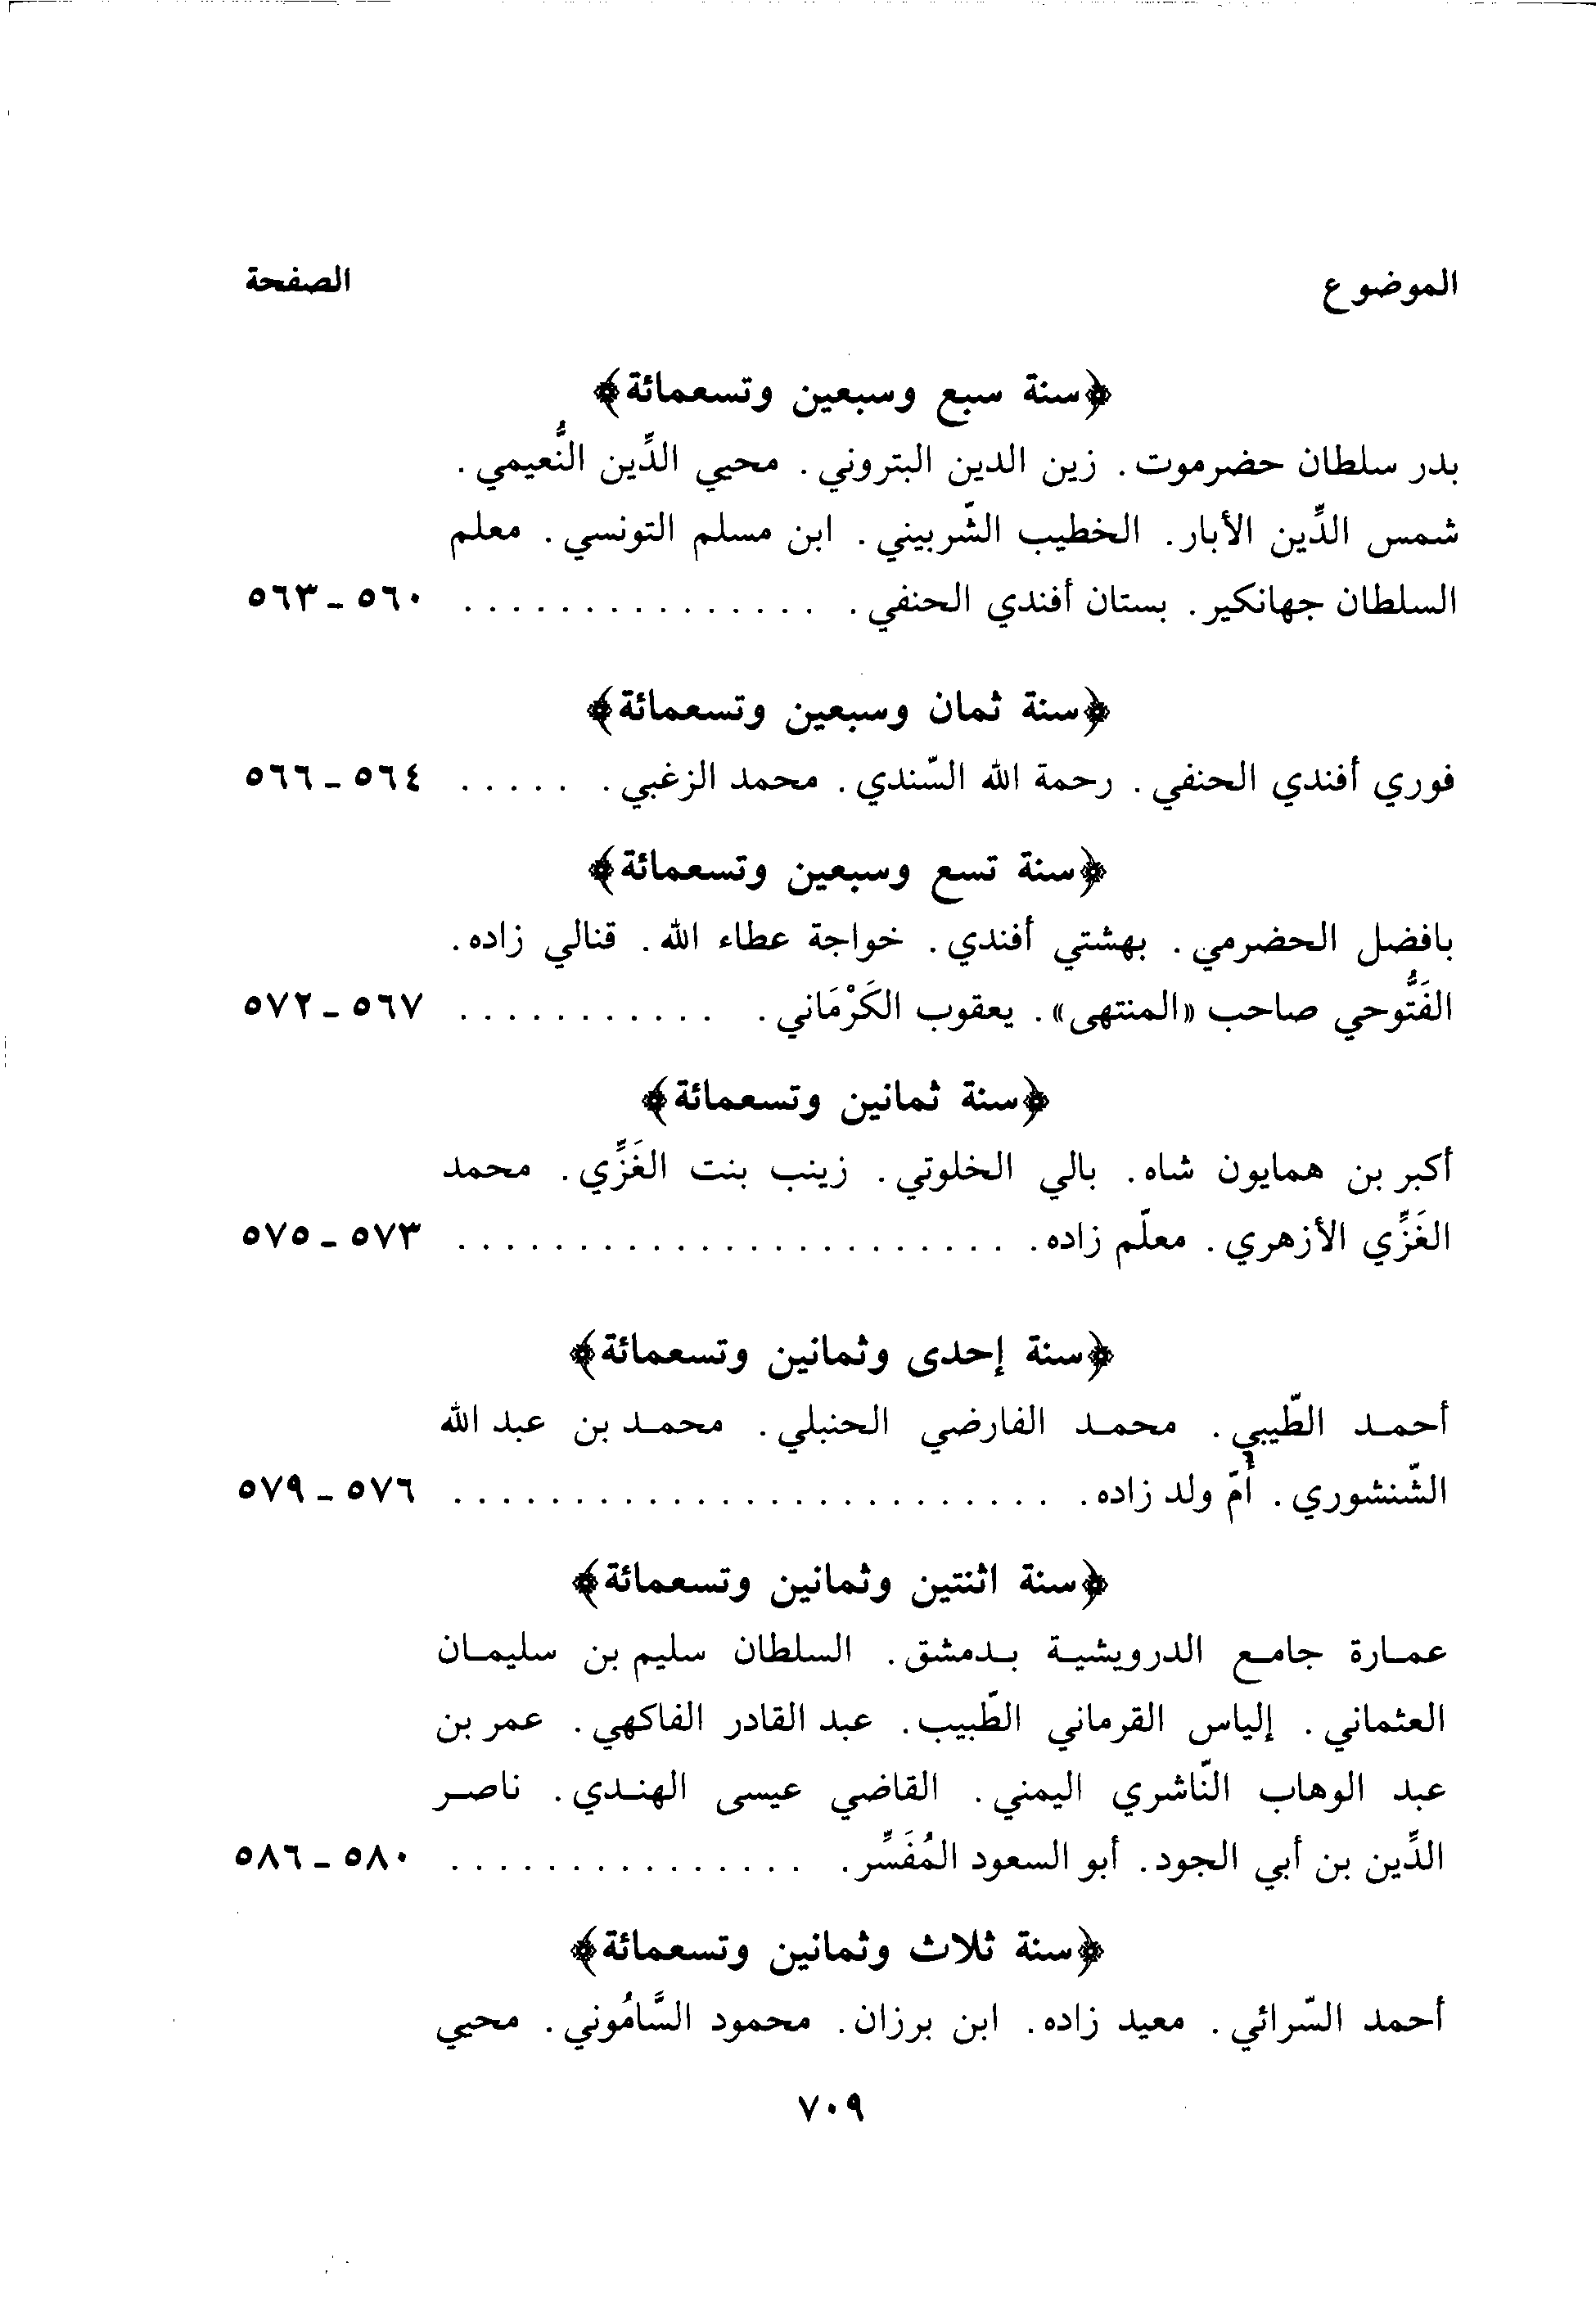 الموضوع الصفحة
﴿سنة سبع وسبعين وتسعمائة﴾
بدر سلطان حضرموت. زين الدين البتروني. محيي الدِّين النُّعيمي.
شمس الدِّين الأبار. الخطيب الشّربيني. ابن مسلم التونسي. معلم
السلطان جهانكير. بستان أفندي الحنفي. . . . . . . . . . . . . . . . ٥٦٠ - ٥٦٣
﴿سنة ثمان وسبعين وتسعمائة﴾
فوري أفندي الحنفي. رحمة الله السّندي. محمد الزغبي. . . . . . ٥٦٤ - ٥٦٦
﴿سنة تسع وسبعين وتسعمائة﴾
بافضل الحضرمي. بهشتي أفندي. خواجة عطاء الله. قنالي زاده.
الفَتُّوحي صاحب «المنتهى». يعقوب الكَرْمَاني. . . . . . . . . . . . ٥٦٧ - ٥٧٢
﴿سنة ثمانين وتسعمائة﴾
أكبر بن همايون شاه. بالي الخلوتي. زينب بنت الغَزِّي. محمد
الغَزِّي الأزهري. معلّم زاده. . . . . . . . . . . . . . . . . . . . . . . . ٥٧٣ - ٥٧٥
﴿سنة إحدى وثمانين وتسعمائة﴾
أحمد الطّيبي. محمد الفارضي الحنبلي. محمد بن عبد الله
الشّنشوري. أُمّ ولد زاده. . . . . . . . . . . . . . . . . . . . . . . . . . ٥٧٦ - ٥٧٩
﴿سنة اثنتين وثمانين وتسعمائة﴾
عمارة جامع الدرويشية بدمشق. السلطان سليم بن سليمان
العثماني. إلياس القرماني الطّبيب. عبد القادر الفاكهي. عمر بن
عبد الوهاب النّاشري اليمني. القاضي عيسى الهندي. ناصر
الدِّين بن أبي الجود. أبو السعود المُفَسِّر. . . . . . . . . . . . . . . . ٥٨٠ - ٥٨٦
﴿سنة ثلاث وثمانين وتسعمائة﴾
أحمد السّرائي. معيد زاده. ابن برزان. محمود السَّامُوني. محيي
٧٠٩